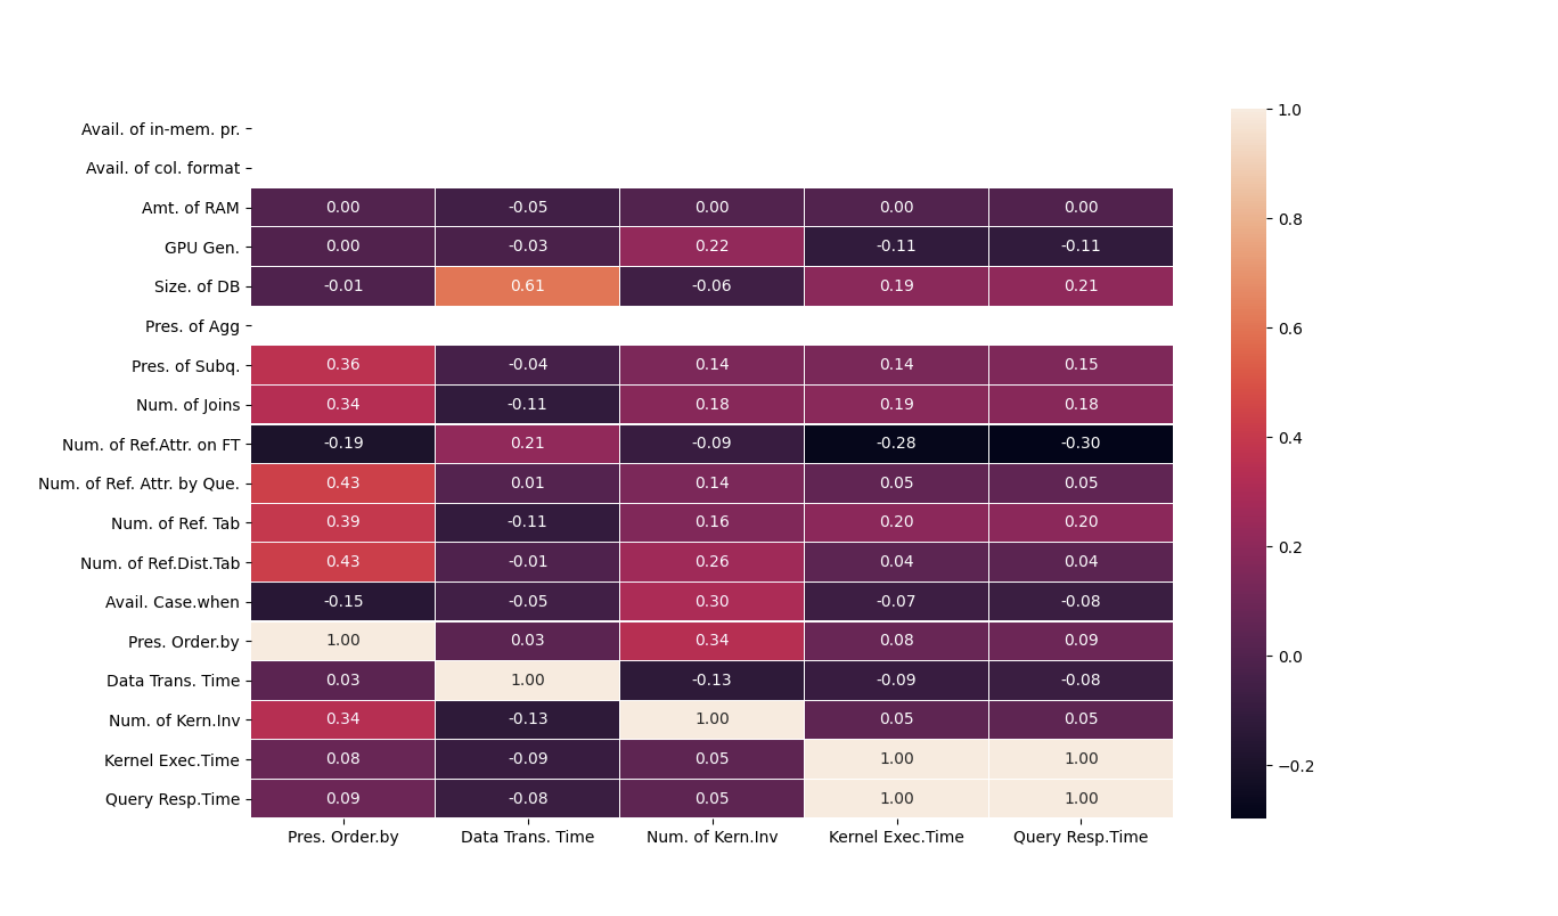 Avail. of in-mem. pr.
Avail. of col. format
Amt. of RAM 0.00 -0.05 0.00 0.00 0.00
GPU Gen. 0.00 -0.03 0.22 -0.11 -0.11
Size. of DB -0.01 0.61 -0.06 0.19 0.21
Pres. of Agg
Pres. of Subq. 0.36 -0.04 0.14 0.14 0.15
Num. of Joins 0.34 -0.11 0.18 0.19 0.18
Num. of Ref.Attr. on FT -0.19 0.21 -0.09 -0.28 -0.30
Num. of Ref. Attr. by Que. 0.43 0.01 0.14 0.05 0.05
Num. of Ref. Tab 0.39 -0.11 0.16 0.20 0.20
Num. of Ref.Dist.Tab 0.43 -0.01 0.26 0.04 0.04
Avail. Case.when -0.15 -0.05 0.30 -0.07 -0.08
Pres. Order.by 1.00 0.03 0.34 0.08 0.09
Data Trans. Time 0.03 1.00 -0.13 -0.09 -0.08
Num. of Kern.Inv 0.34 -0.13 1.00 0.05 0.05
Kernel Exec.Time 0.08 -0.09 0.05 1.00 1.00
Query Resp.Time 0.09 -0.08 0.05 1.00 1.00
Pres. Order.by Data Trans. Time Num. of Kern.Inv Kernel Exec.Time Query Resp.Time
1.0
0.8
0.6
0.4
0.2
0.0
−0.2